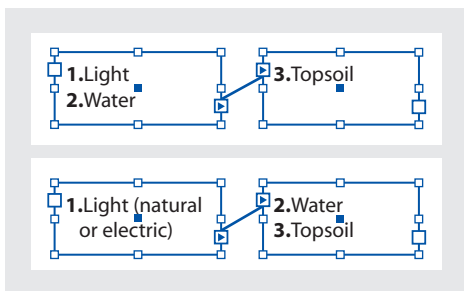 1.Light
2.Water
3.Topsoil
1.Light (natural
or electric)
2.Water
3.Topsoil